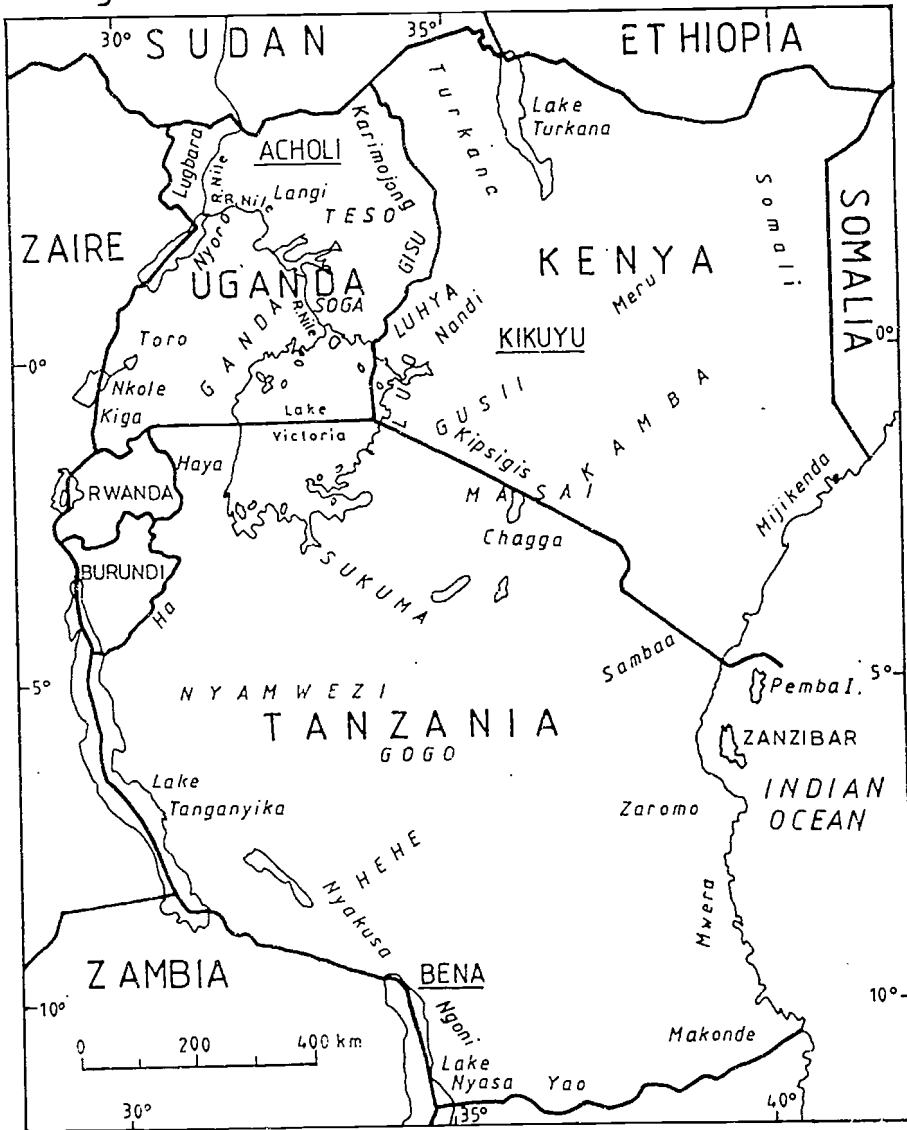 30°
35°
SUDAN
ETHIOPIA
Turkana
Lake
Turkana
Lugbara
ACHOLI
Karimojong
R.Nile
R.Nile
Langi
TESO
Somali
SOMALIA
ZAIRE
Nyoro
GISU
KENYA
UGANDA
SOGA
R.Nile
LUHYA
Nandi
Meru
KIKUYU
0°
0°
Toro
GANDA
Nkole
Kiga
Lake
Victoria
GUSII
Kipsigis
KAMBA
Haya
RWANDA
MASAI
Chagga
Mijikenda
BURUNDI
Ha
SUKUMA
Sambaa
5°
5°
NYAMWEZI
Pemba I.
TANZANIA
GOGO
ZANZIBAR
Lake
Tanganyika
Zaromo
INDIAN
OCEAN
HEHE
Nyakusa
Mwera
ZAMBIA
BENA
10°
10°
Ngoni
Makonde
0 200 400 km
Lake
Nyasa
Yao
30°
35°
40°